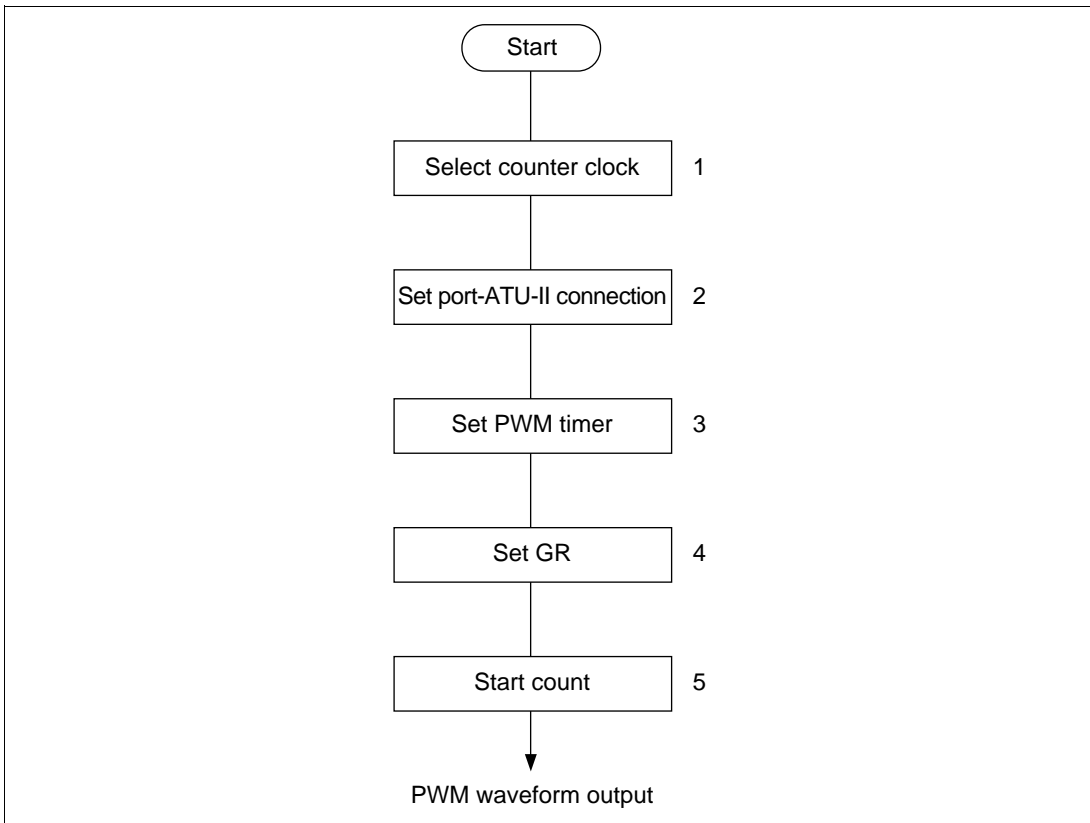 Start
Select counter clock 1
Set port-ATU-II connection 2
Set PWM timer 3
Set GR 4
Start count 5
PWM waveform output